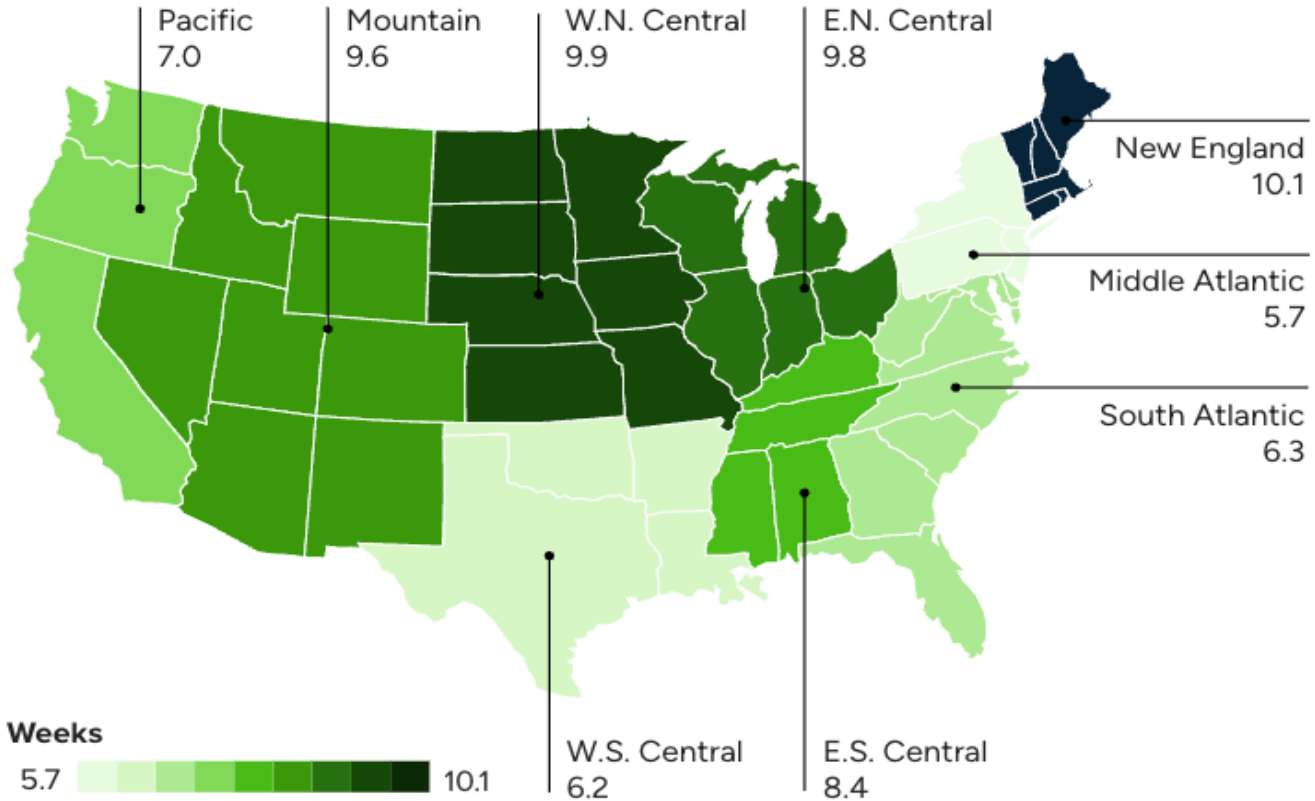 Pacific
7.0
Mountain
9.6
W.N. Central
9.9
E.N. Central
9.8
New England
10.1
Middle Atlantic
5.7
South Atlantic
6.3
W.S. Central
6.2
E.S. Central
8.4
Weeks
5.7
10.1